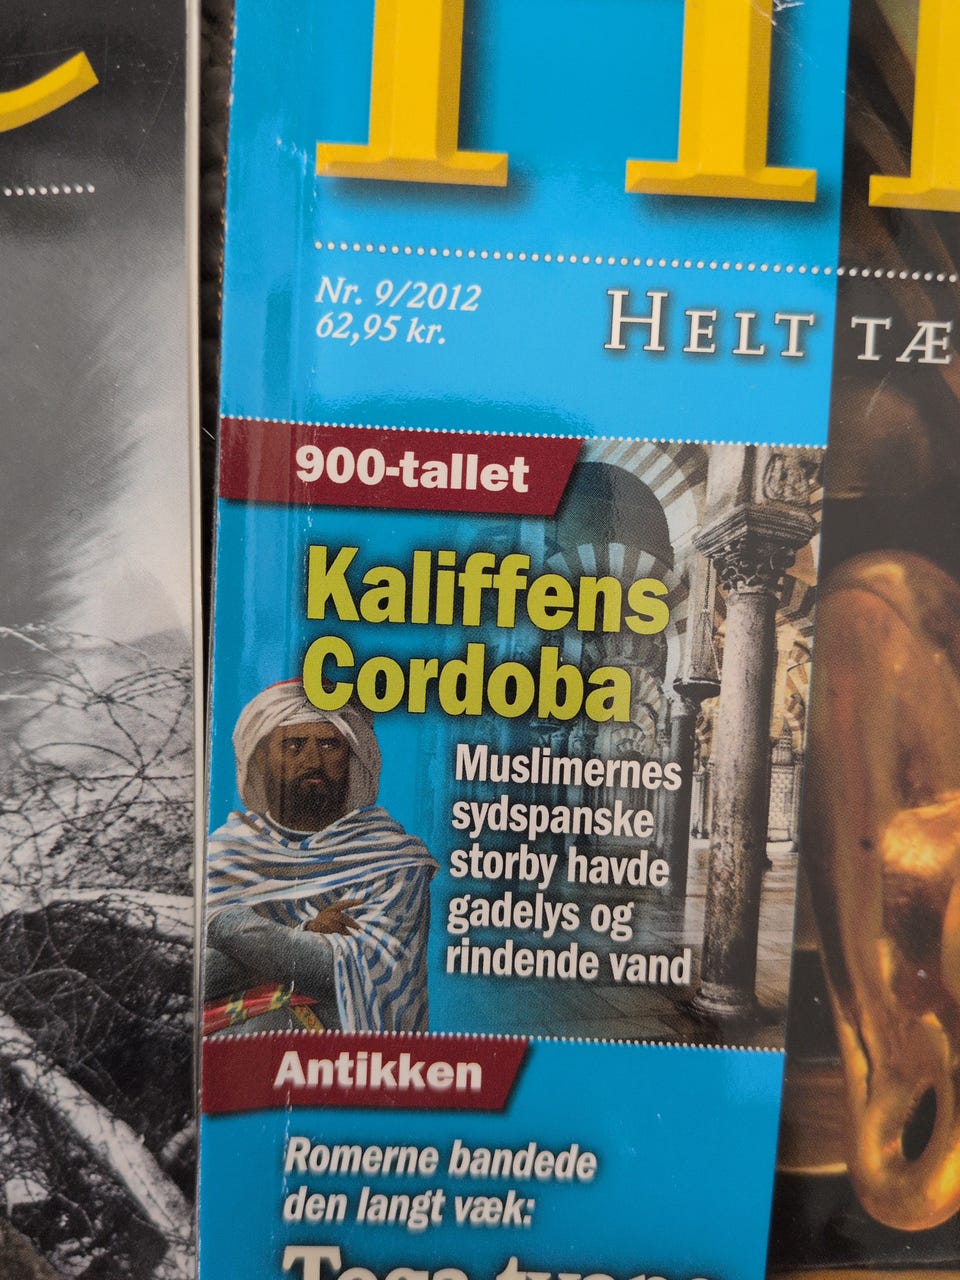 Nr. 9/2012
62,95 kr.
HELT TÆ
900-tallet
Kaliffens
Cordoba
Muslimernes
sydspanske
storby havde
gadelys og
rindende vand
Antikken
Romerne bandede
den langt væk: